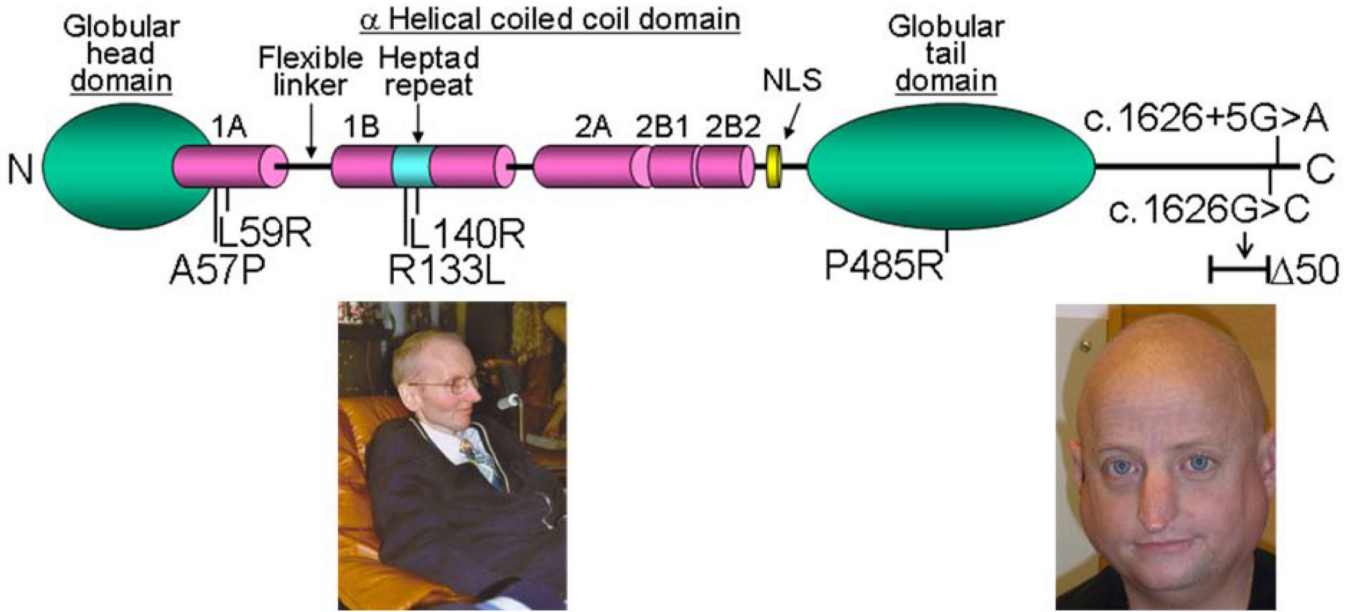 α Helical coiled coil domain
Globular
head
domain
Flexible
linker
Heptad
repeat
Globular
tail
domain
NLS
1A
1B
2A
2B1
2B2
c.1626+5G>A
N
C
L59R
A57P
L140R
R133L
P485R
c.1626G>C
Δ50